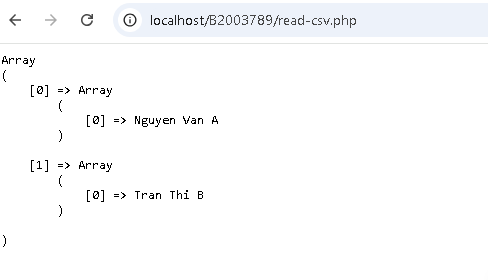 localhost/B2003789/read-csv.php
Array
(
    [0] => Array
        (
            [0] => Nguyen Van A
        )
    [1] => Array
        (
            [0] => Tran Thi B
        )
)